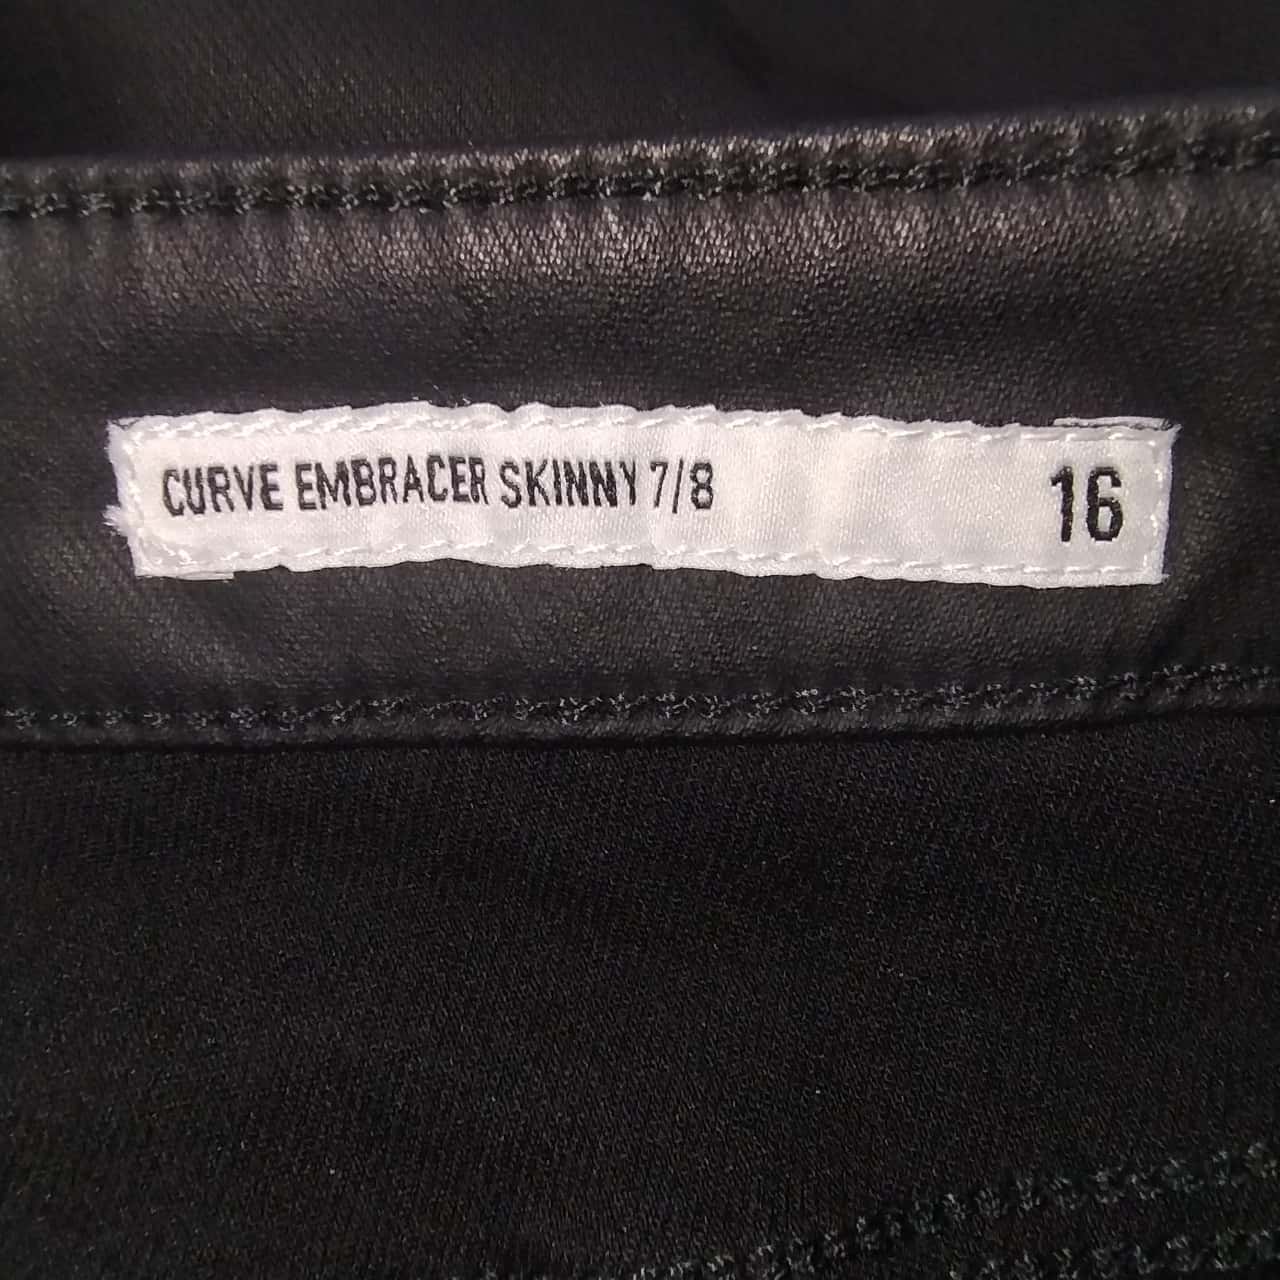 CURVE EMBRACER SKINNY 7/8 16